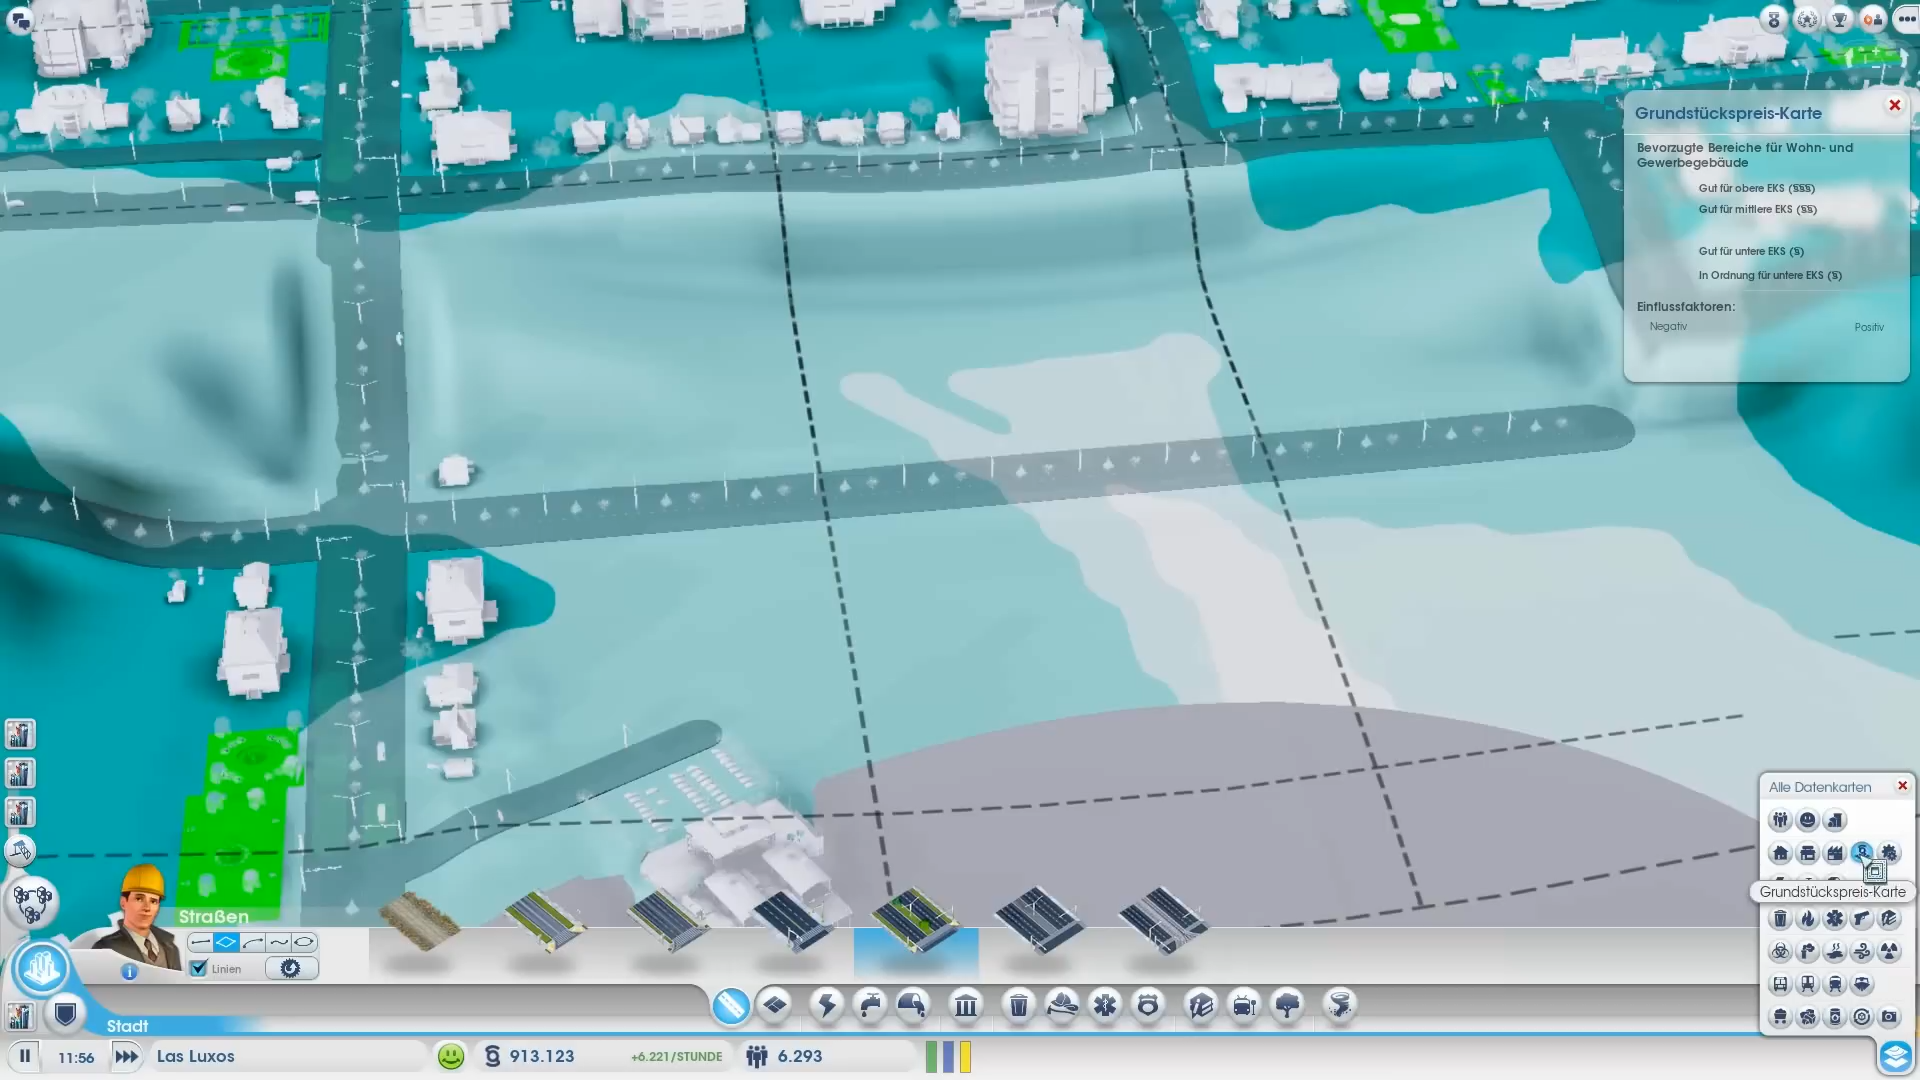 Grundstückspreis-Karte
Bevorzugte Bereiche für Wohn- und
Gewerbegebäude
Gut für obere EKS (§§§)
Gut für mittlere EKS (§§)
Gut für untere EKS (§)
In Ordnung für untere EKS (§)
Einflussfaktoren:
Negativ
Positiv
Alle Datenkarten
Grundstückspreis-Karte
Straßen
Linien
Stadt
11:56
Las Luxos
913.123
+6.221/STUNDE
6.293